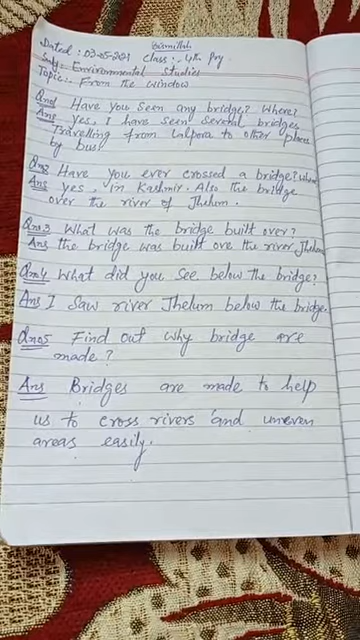 Bismillah
Dated: 03-05-2021 Class:- 4th Pry
Sub:- Environmental Studies
Topic:- From the window
Qno1 Have you seen any bridge? Where?
Ans yes, I have seen several bridges
Travelling from Lalpora to other places
by bus.
Qno2 Have you ever crossed a bridge? where
Ans yes, in Kashmir. Also the bridge
over the river of Jhelum.
Qno.3 What was the bridge built over?
Ans the bridge was built ove the river Jhelum
Qno4 What did you see below the bridge?
Ans I Saw river Jhelum below the bridge.
Qno5 Find out why bridge are
made?
Ans Bridges are made to help
us to cross rivers and uneven
areas easily.